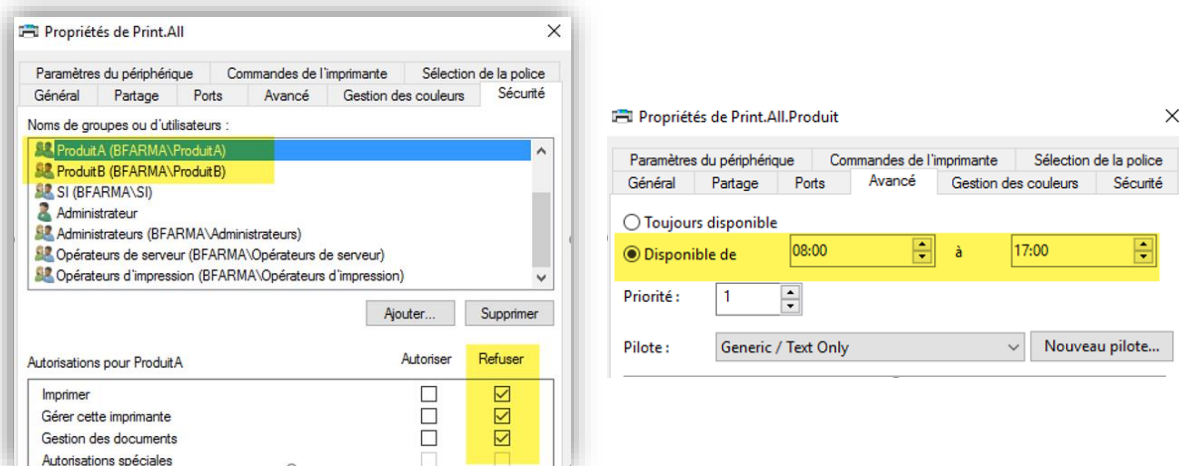 Propriétés de Print.All
Paramètres du périphérique Commandes de l'imprimante Sélection de la police
Général Partage Ports Avancé Gestion des couleurs Sécurité
Noms de groupes ou d'utilisateurs :
ProduitA (BFARMA\ProduitA)
ProduitB (BFARMA\ProduitB)
SI (BFARMA\SI)
Administrateur
Administrateurs (BFARMA\Administrateurs)
Opérateurs de serveur (BFARMA\Opérateurs de serveur)
Opérateurs d'impression (BFARMA\Opérateurs d'impression)
Ajouter... Supprimer
Autorisations pour ProduitA Autoriser Refuser
Imprimer
Gérer cette imprimante
Gestion des documents
Autorisations spéciales
Propriétés de Print.All.Produit
Paramètres du périphérique Commandes de l'imprimante Sélection de la police
Général Partage Ports Avancé Gestion des couleurs Sécurité
Toujours disponible
Disponible de 08:00 à 17:00
Priorité : 1
Pilote : Generic / Text Only Nouveau pilote...